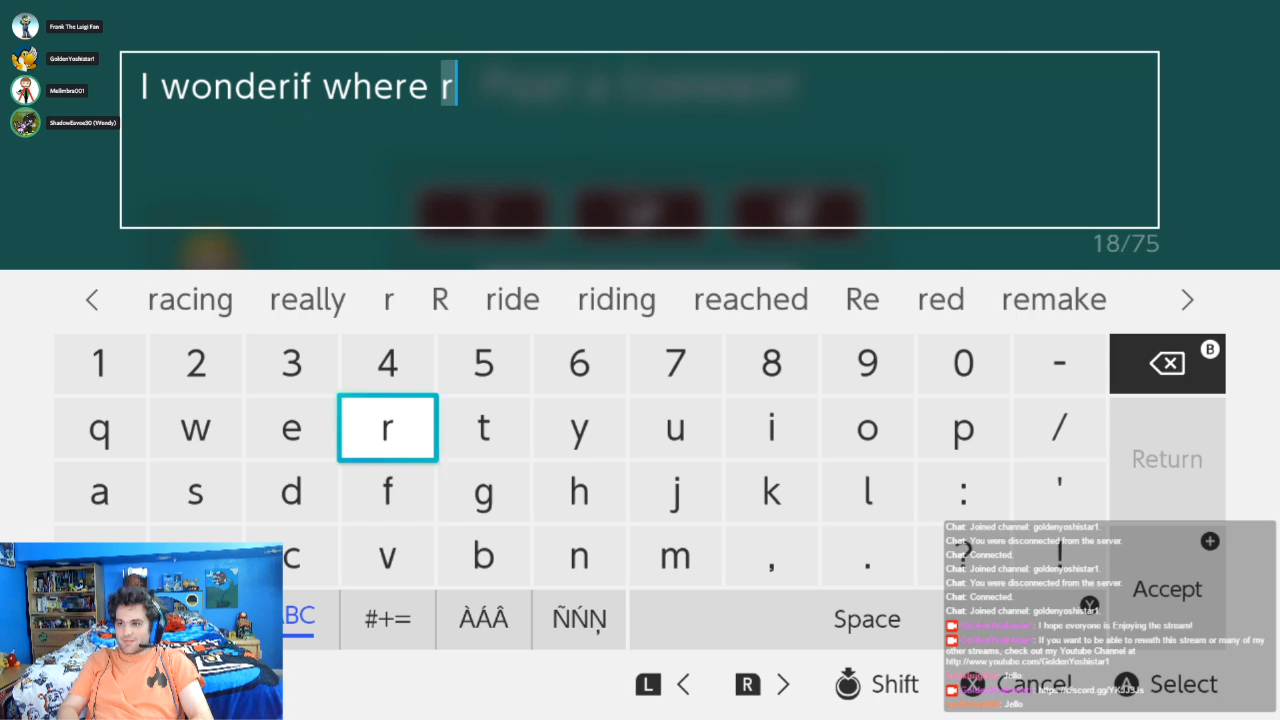 Frank The Luigi Fan
GoldenYoshistar1
Mellmbra001
ShadowEevee30 (Wendy)
I wonderif where r
18/75
racing really r R ride riding reached Re red remake
1 2 3 4 5 6 7 8 9 0 - B
q w e r t y u i o p / Return
a s d f g h j k l : '
c v b n m , . ? ! +
ABC #+= ÀÁÂ ÑŃŅ Space Y Accept
L R Shift X Cancel A Select
Chat: Joined channel: goldenyoshistar1.
Chat: You were disconnected from the server.
Chat: Connected.
Chat: Joined channel: goldenyoshistar1.
Chat: You were disconnected from the server.
Chat: Connected.
Chat: Joined channel: goldenyoshistar1.
: I hope everyone is Enjoying the stream!
: If you want to be able to rewath this stream or many of my
other streams, check out my Youtube Channel at
http://www.youtube.com/GoldenYoshistar1
: Jello
: Jello